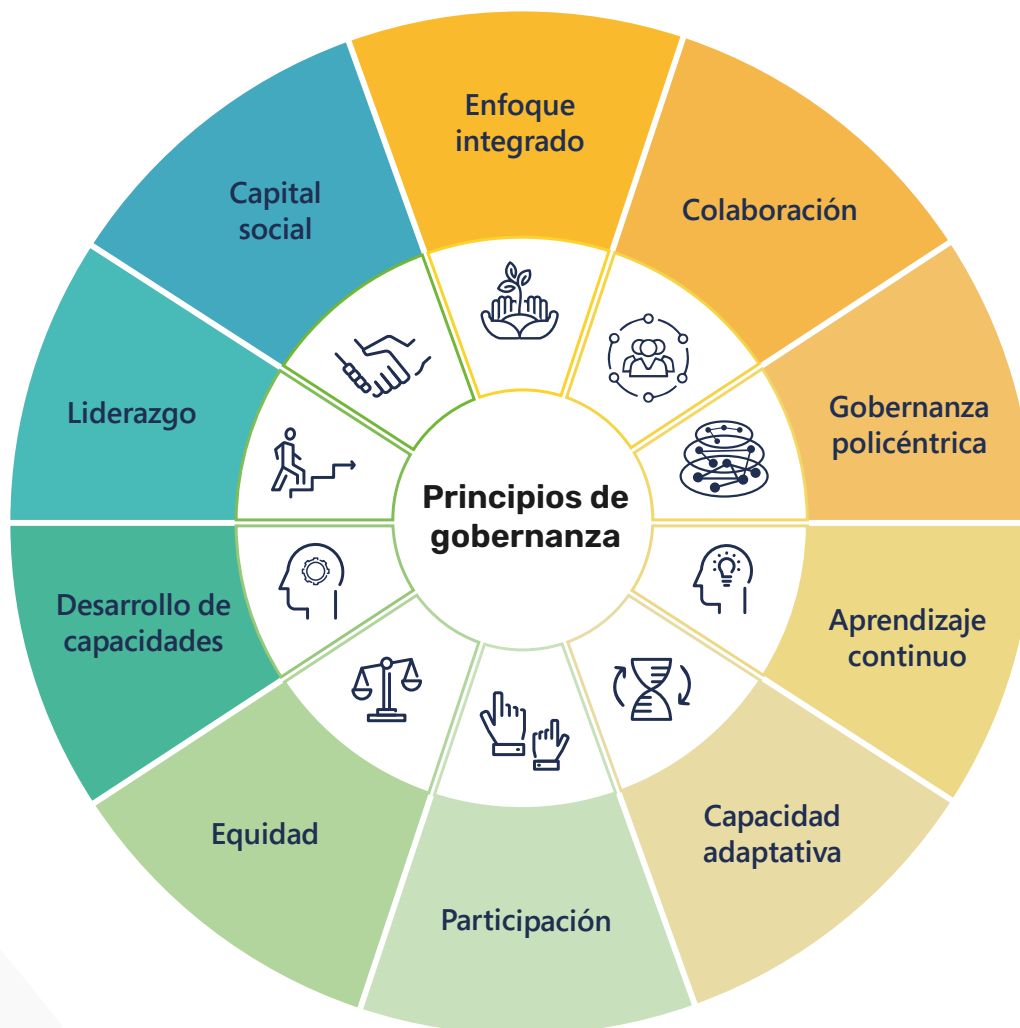 Enfoque
integrado
Colaboración
Gobernanza
policéntrica
Aprendizaje
continuo
Capacidad
adaptativa
Participación
Equidad
Desarrollo de
capacidades
Liderazgo
Capital
social
Principios de
gobernanza